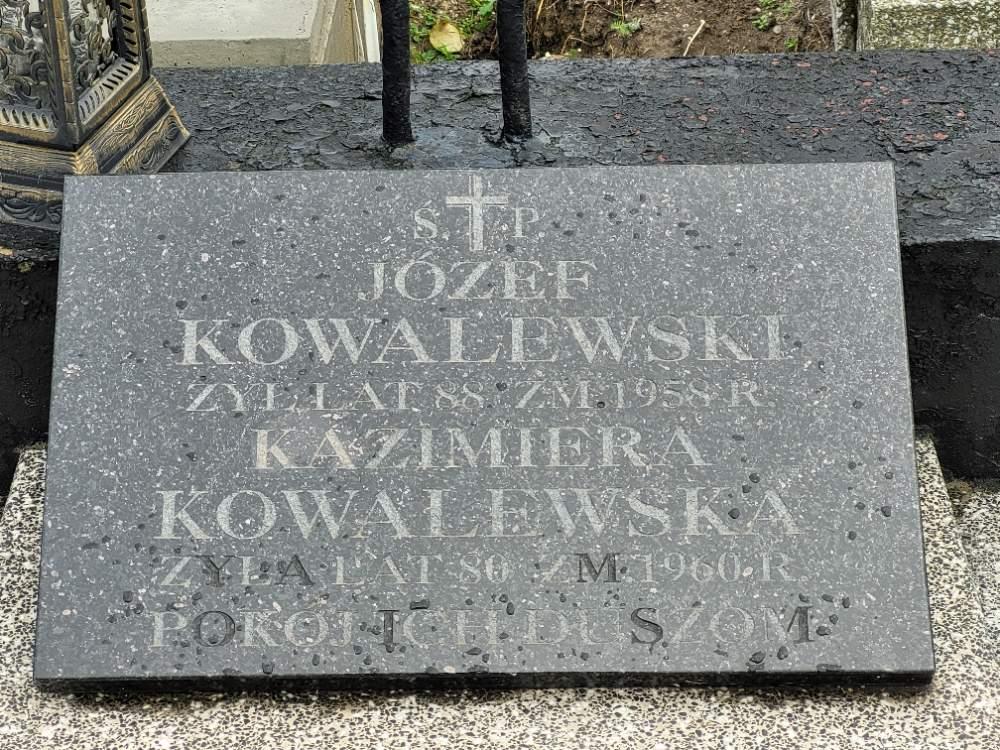 Ś. P.
JÓZEF
KOWALEWSKI
ŻYŁ LAT 88 ZM. 1958 R.
KAZIMIERA
KOWALEWSKA
ŻYŁA LAT 80 ZM. 1960 R.
POKÓJ ICH DUSZOM